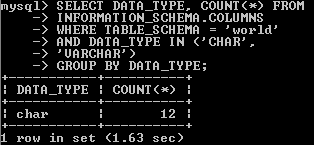 mysql> SELECT DATA_TYPE, COUNT(*) FROM
    -> INFORMATION_SCHEMA.COLUMNS
    -> WHERE TABLE_SCHEMA = 'world'
    -> AND DATA_TYPE IN ('CHAR',
    -> 'VARCHAR')
    -> GROUP BY DATA_TYPE;
+-----------+----------+
| DATA_TYPE | COUNT(*) |
+-----------+----------+
| char      |       12 |
+-----------+----------+
1 row in set (1.63 sec)